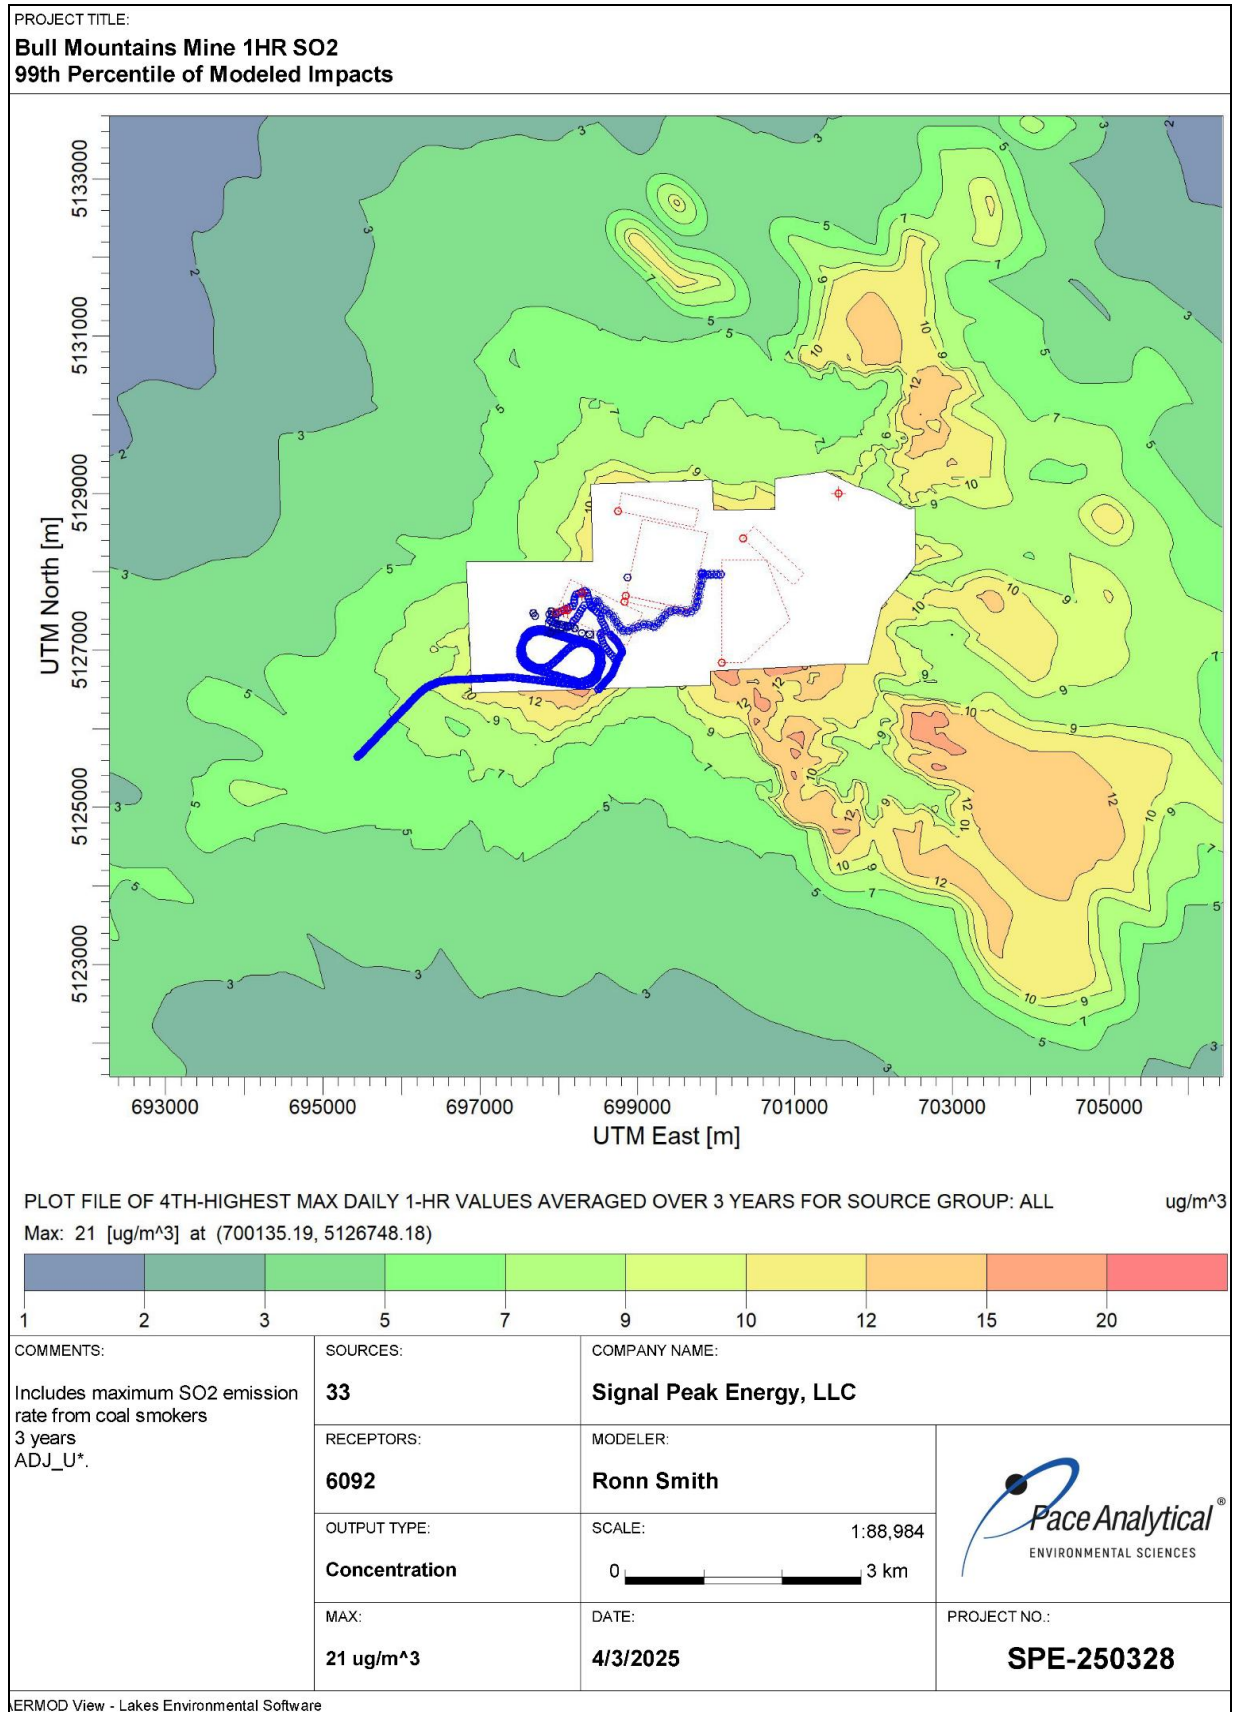 PROJECT TITLE:
Bull Mountains Mine 1HR SO2
99th Percentile of Modeled Impacts
UTM North [m]
5133000
5131000
5129000
5127000
5125000
5123000
693000
695000
697000
699000
701000
703000
705000
UTM East [m]
PLOT FILE OF 4TH-HIGHEST MAX DAILY 1-HR VALUES AVERAGED OVER 3 YEARS FOR SOURCE GROUP: ALL
ug/m^3
Max: 21 [ug/m^3] at (700135.19, 5126748.18)
1 2 3 5 7 9 10 12 15 20
COMMENTS:
Includes maximum SO2 emission
rate from coal smokers
3 years
ADJ_U*.
SOURCES:
33
COMPANY NAME:
Signal Peak Energy, LLC
RECEPTORS:
6092
MODELER:
Ronn Smith
OUTPUT TYPE:
Concentration
SCALE:
1:88,984
0 3 km
MAX:
21 ug/m^3
DATE:
4/3/2025
Pace Analytical®
ENVIRONMENTAL SCIENCES
PROJECT NO.:
SPE-250328
AERMOD View - Lakes Environmental Software